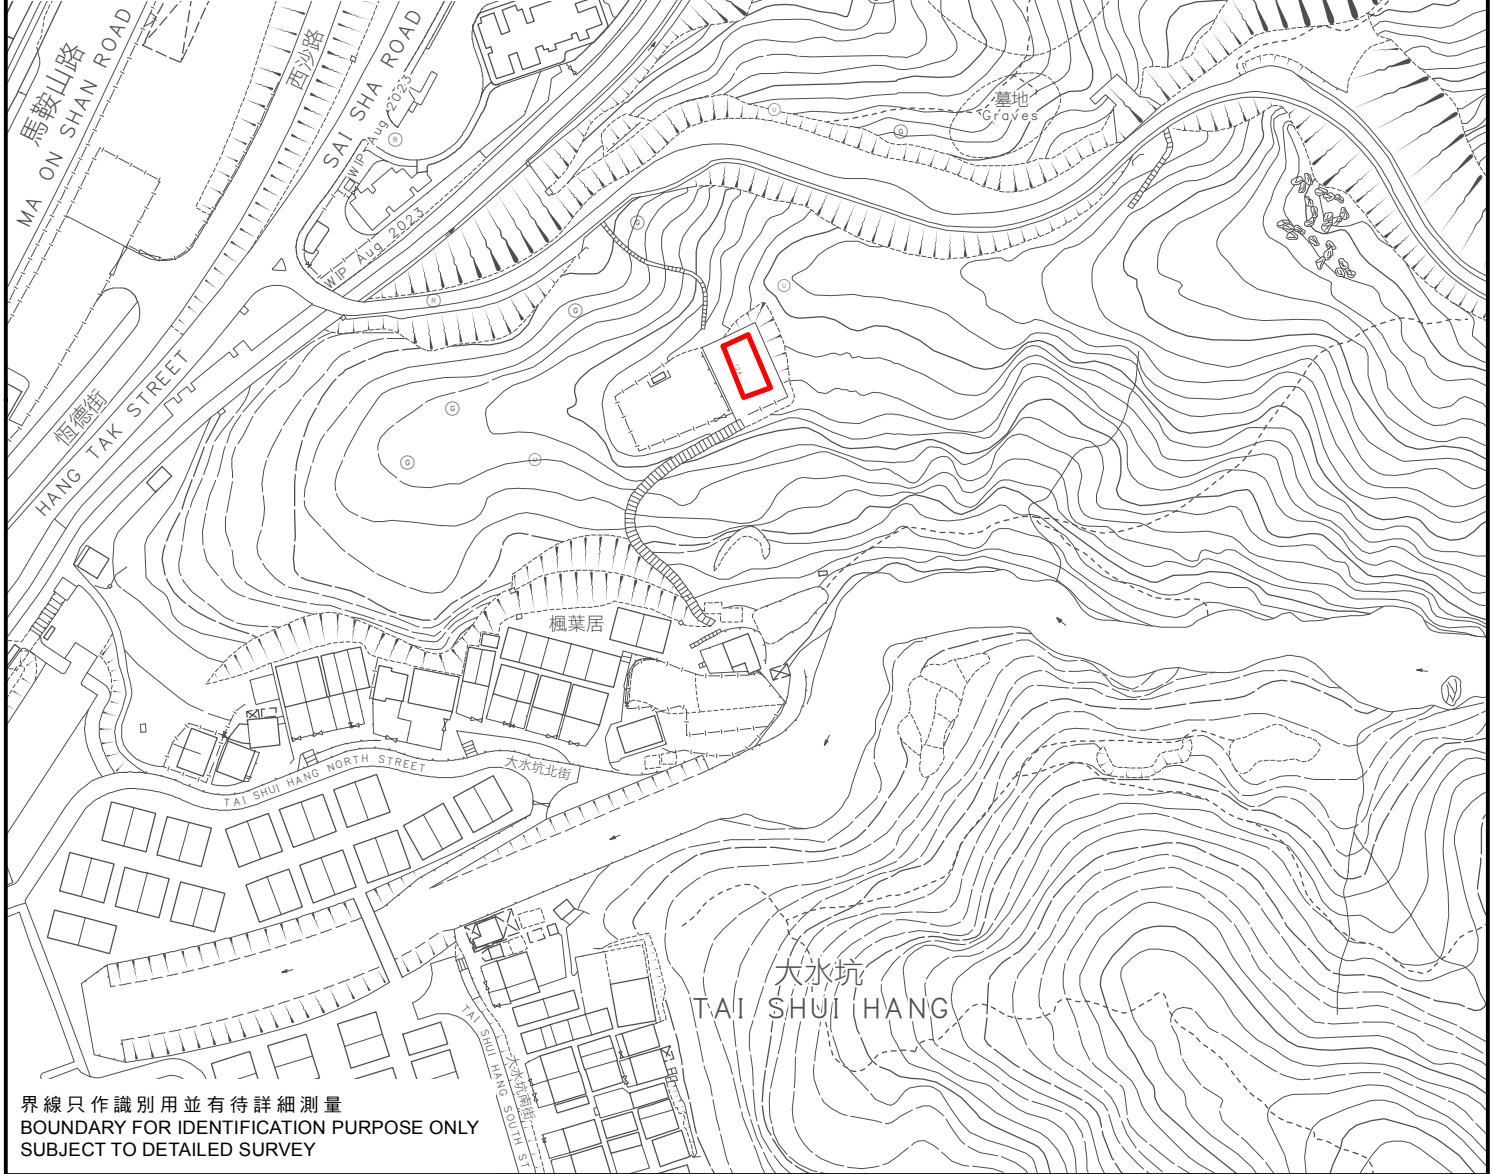 馬鞍山路
MA ON SHAN ROAD
西沙路
SAI SHA ROAD
WIP Aug 2023
WIP Aug 2023
R
U
G
墓地
Graves
G
R
G
U
恆德街
HANG TAK STREET
G
G
U
楓葉居
TAI SHUI HANG NORTH STREET
大水坑北街
大水坑
TAI SHUI HANG
TAI SHUI HANG SOUTH ST
大水坑南街
界線只作識別用並有待詳細測量
BOUNDARY FOR IDENTIFICATION PURPOSE ONLY
SUBJECT TO DETAILED SURVEY